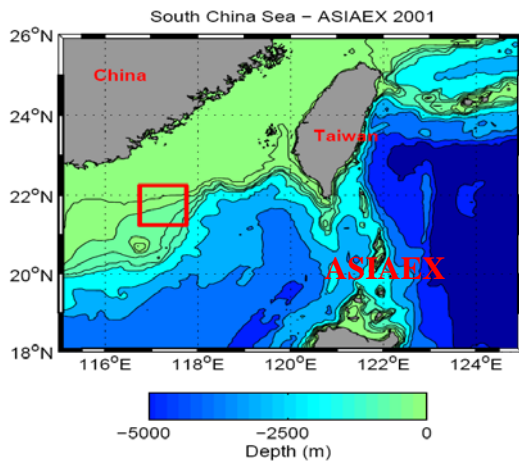 South China Sea – ASIAEX 2001
26°N
China
24°N
Taiwan
22°N
20°N
ASIAEX
18°N
116°E
118°E
120°E
122°E
124°E
−5000
−2500
0
Depth (m)